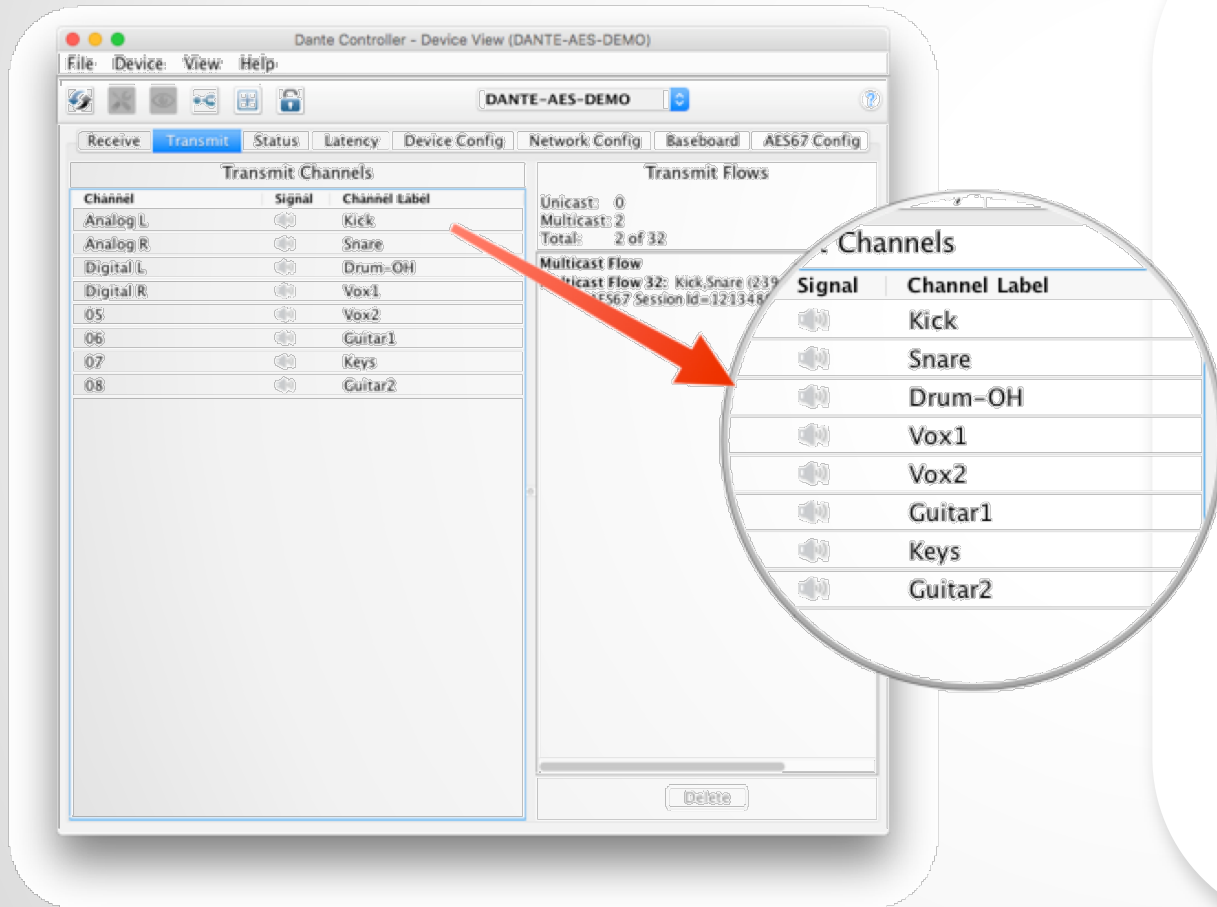 Dante Controller - Device View (DANTE-AES-DEMO)
File Device View Help
DANTE-AES-DEMO
?
Receive Transmit Status Latency Device Config Network Config Baseboard AES67 Config
Transmit Channels
Channel Signal Channel Label
Analog L Kick
Analog R Snare
Digital L Drum-OH
Digital R Vox1
05 Vox2
06 Guitar1
07 Keys
08 Guitar2
Transmit Flows
Unicast: 0
Multicast: 2
Total: 2 of 32
Multicast Flow
Flow 32: Kick,Snare (239
Session Id=121348
Delete
Channels
Signal Channel Label
Kick
Snare
Drum-OH
Vox1
Vox2
Guitar1
Keys
Guitar2